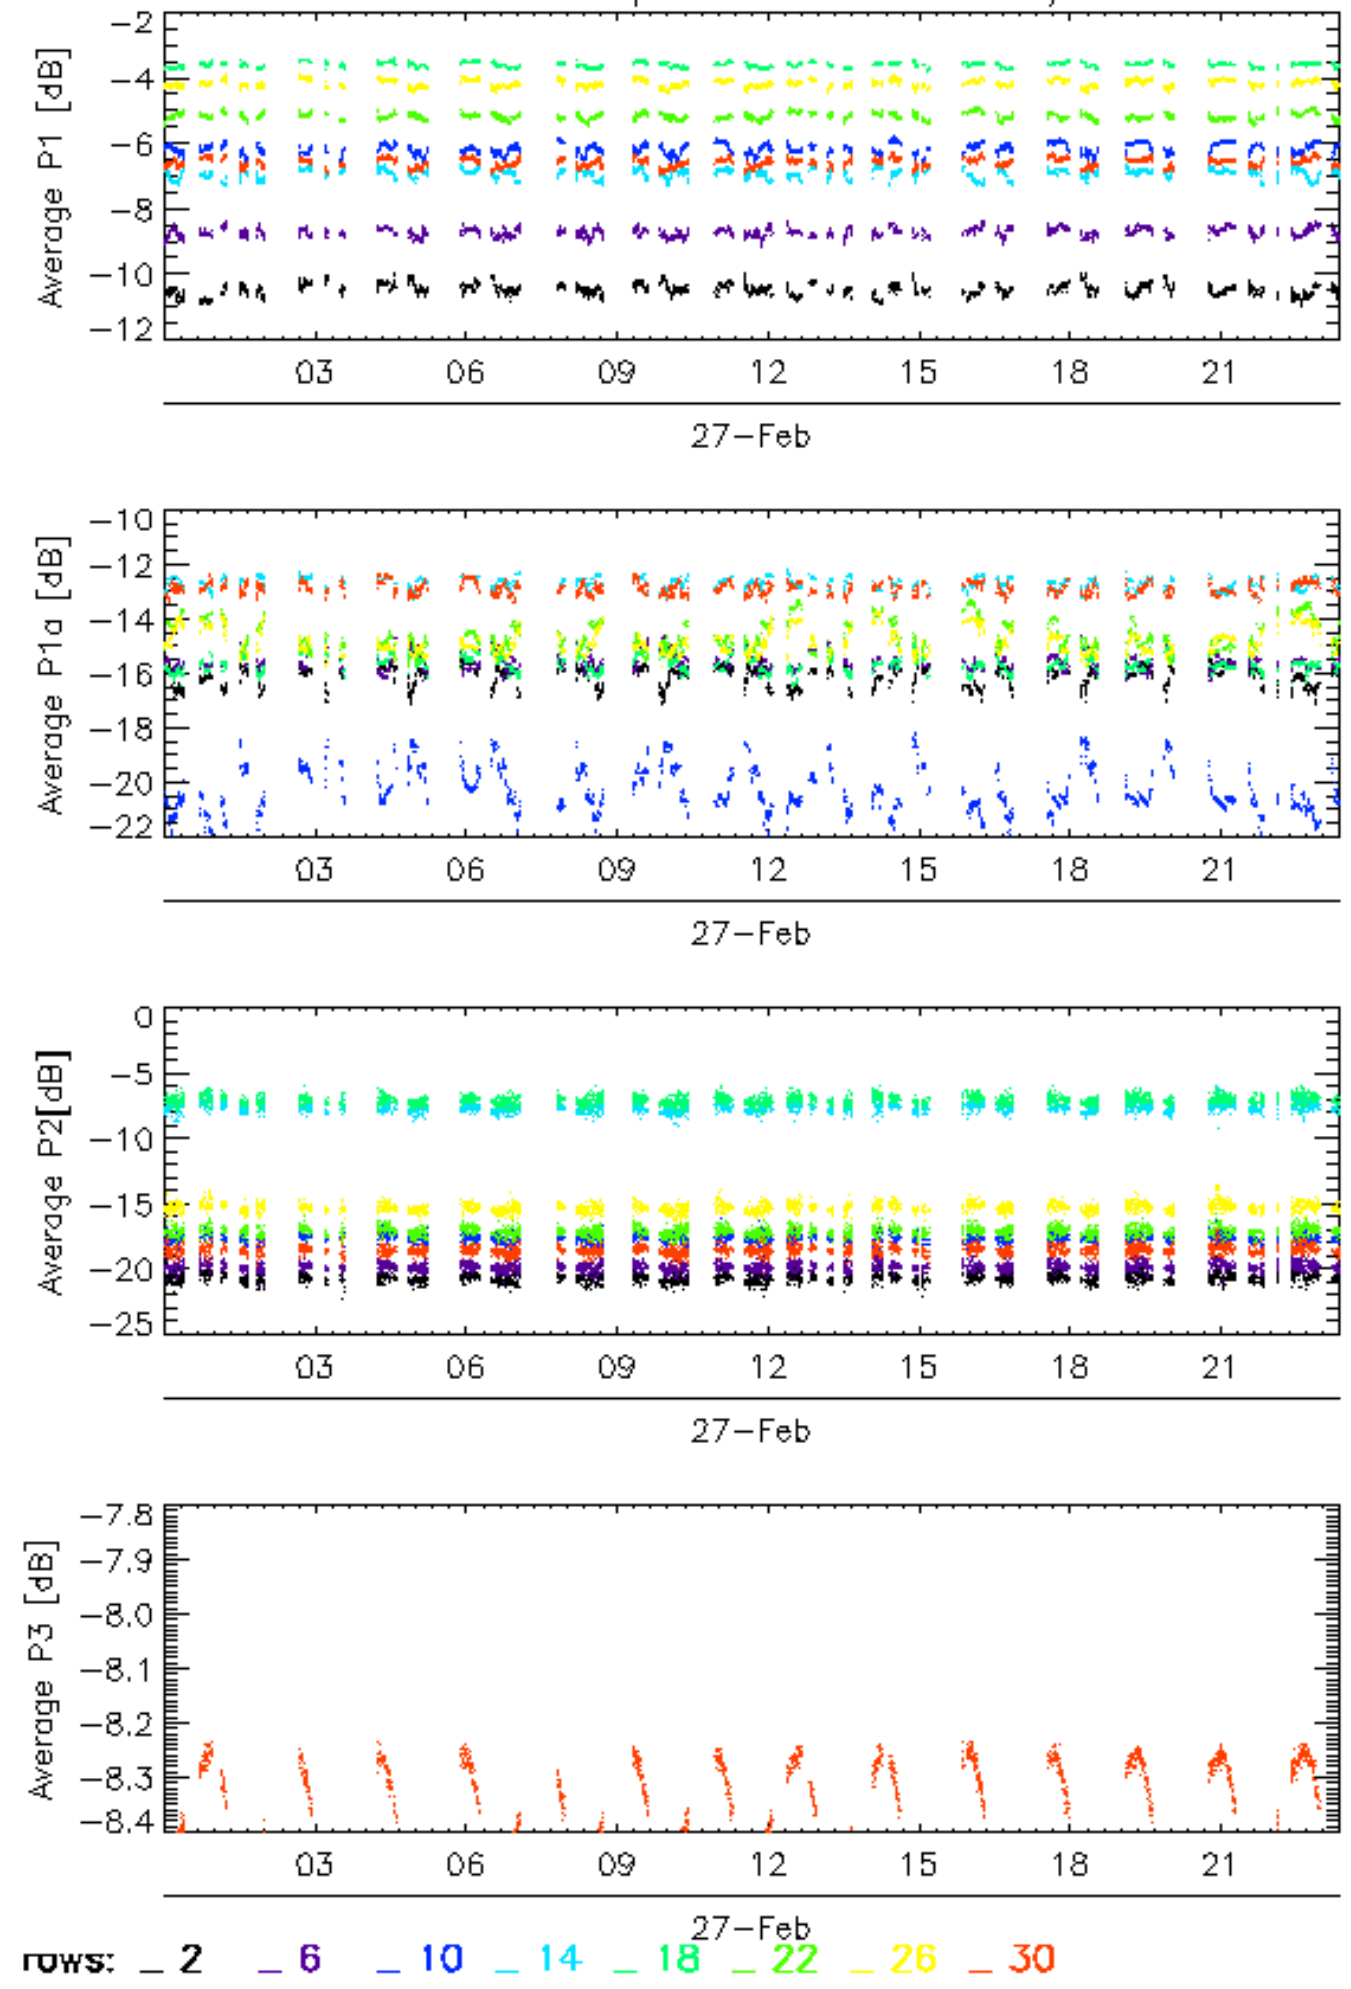 −2
−4
−6
−8
−10
−12
Average P1 [dB]
03 06 09 12 15 18 21
27−Feb
−10
−12
−14
−16
−18
−20
−22
Average P1a [dB]
03 06 09 12 15 18 21
27−Feb
0
−5
−10
−15
−20
−25
Average P2[dB]
03 06 09 12 15 18 21
27−Feb
−7.8
−7.9
−8.0
−8.1
−8.2
−8.3
−8.4
Average P3 [dB]
03 06 09 12 15 18 21
27−Feb
rows: _ 2 _ 6 _ 10 _ 14 _ 18 _ 22 _ 26 _ 30